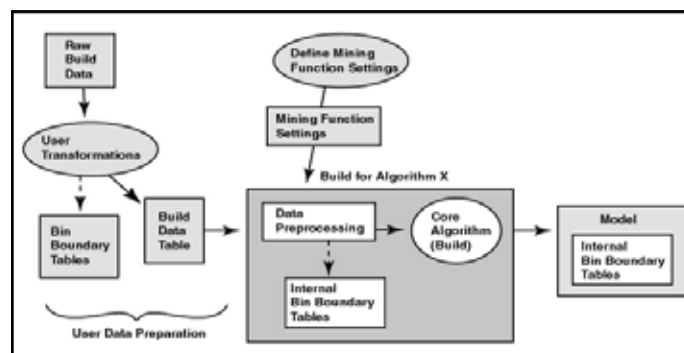 Raw
Build
Data
Define Mining
Function Settings
User
Transformations
Mining Function
Settings
Build for Algorithm X
Bin
Boundary
Tables
Build
Data
Table
Data
Preprocessing
Core
Algorithm
(Build)
Internal
Bin Boundary
Tables
Model
Internal
Bin Boundary
Tables
User Data Preparation